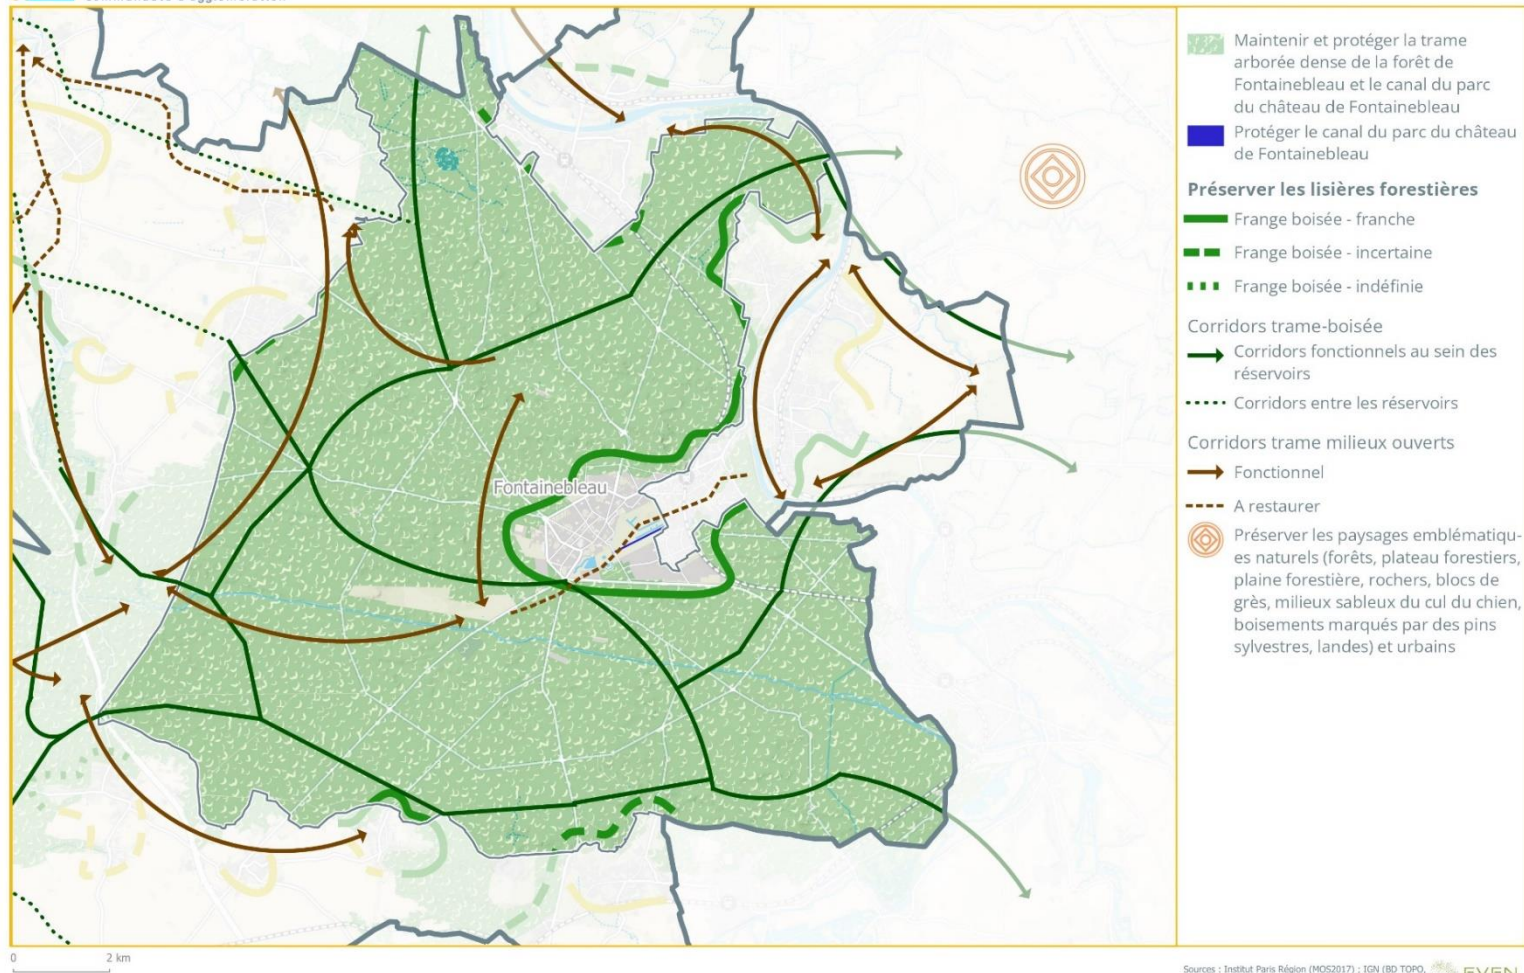 Maintenir et protéger la trame
arborée dense de la forêt de
Fontainebleau et le canal du parc
du château de Fontainebleau
Protéger le canal du parc du château
de Fontainebleau
Préserver les lisières forestières
Frange boisée - franche
Frange boisée - incertaine
Frange boisée - indéfinie
Corridors trame-boisée
Corridors fonctionnels au sein des
réservoirs
Corridors entre les réservoirs
Corridors trame milieux ouverts
Fonctionnel
A restaurer
Préserver les paysages emblématiqu-
es naturels (forêts, plateau forestiers,
plaine forestière, rochers, blocs de
grès, milieux sableux du cul du chien,
boisements marqués par des pins
sylvestres, landes) et urbains
Fontainebleau
0 2 km
Sources : Institut Paris Région (MOS2017) ; IGN (BD TOPO,
EVEN